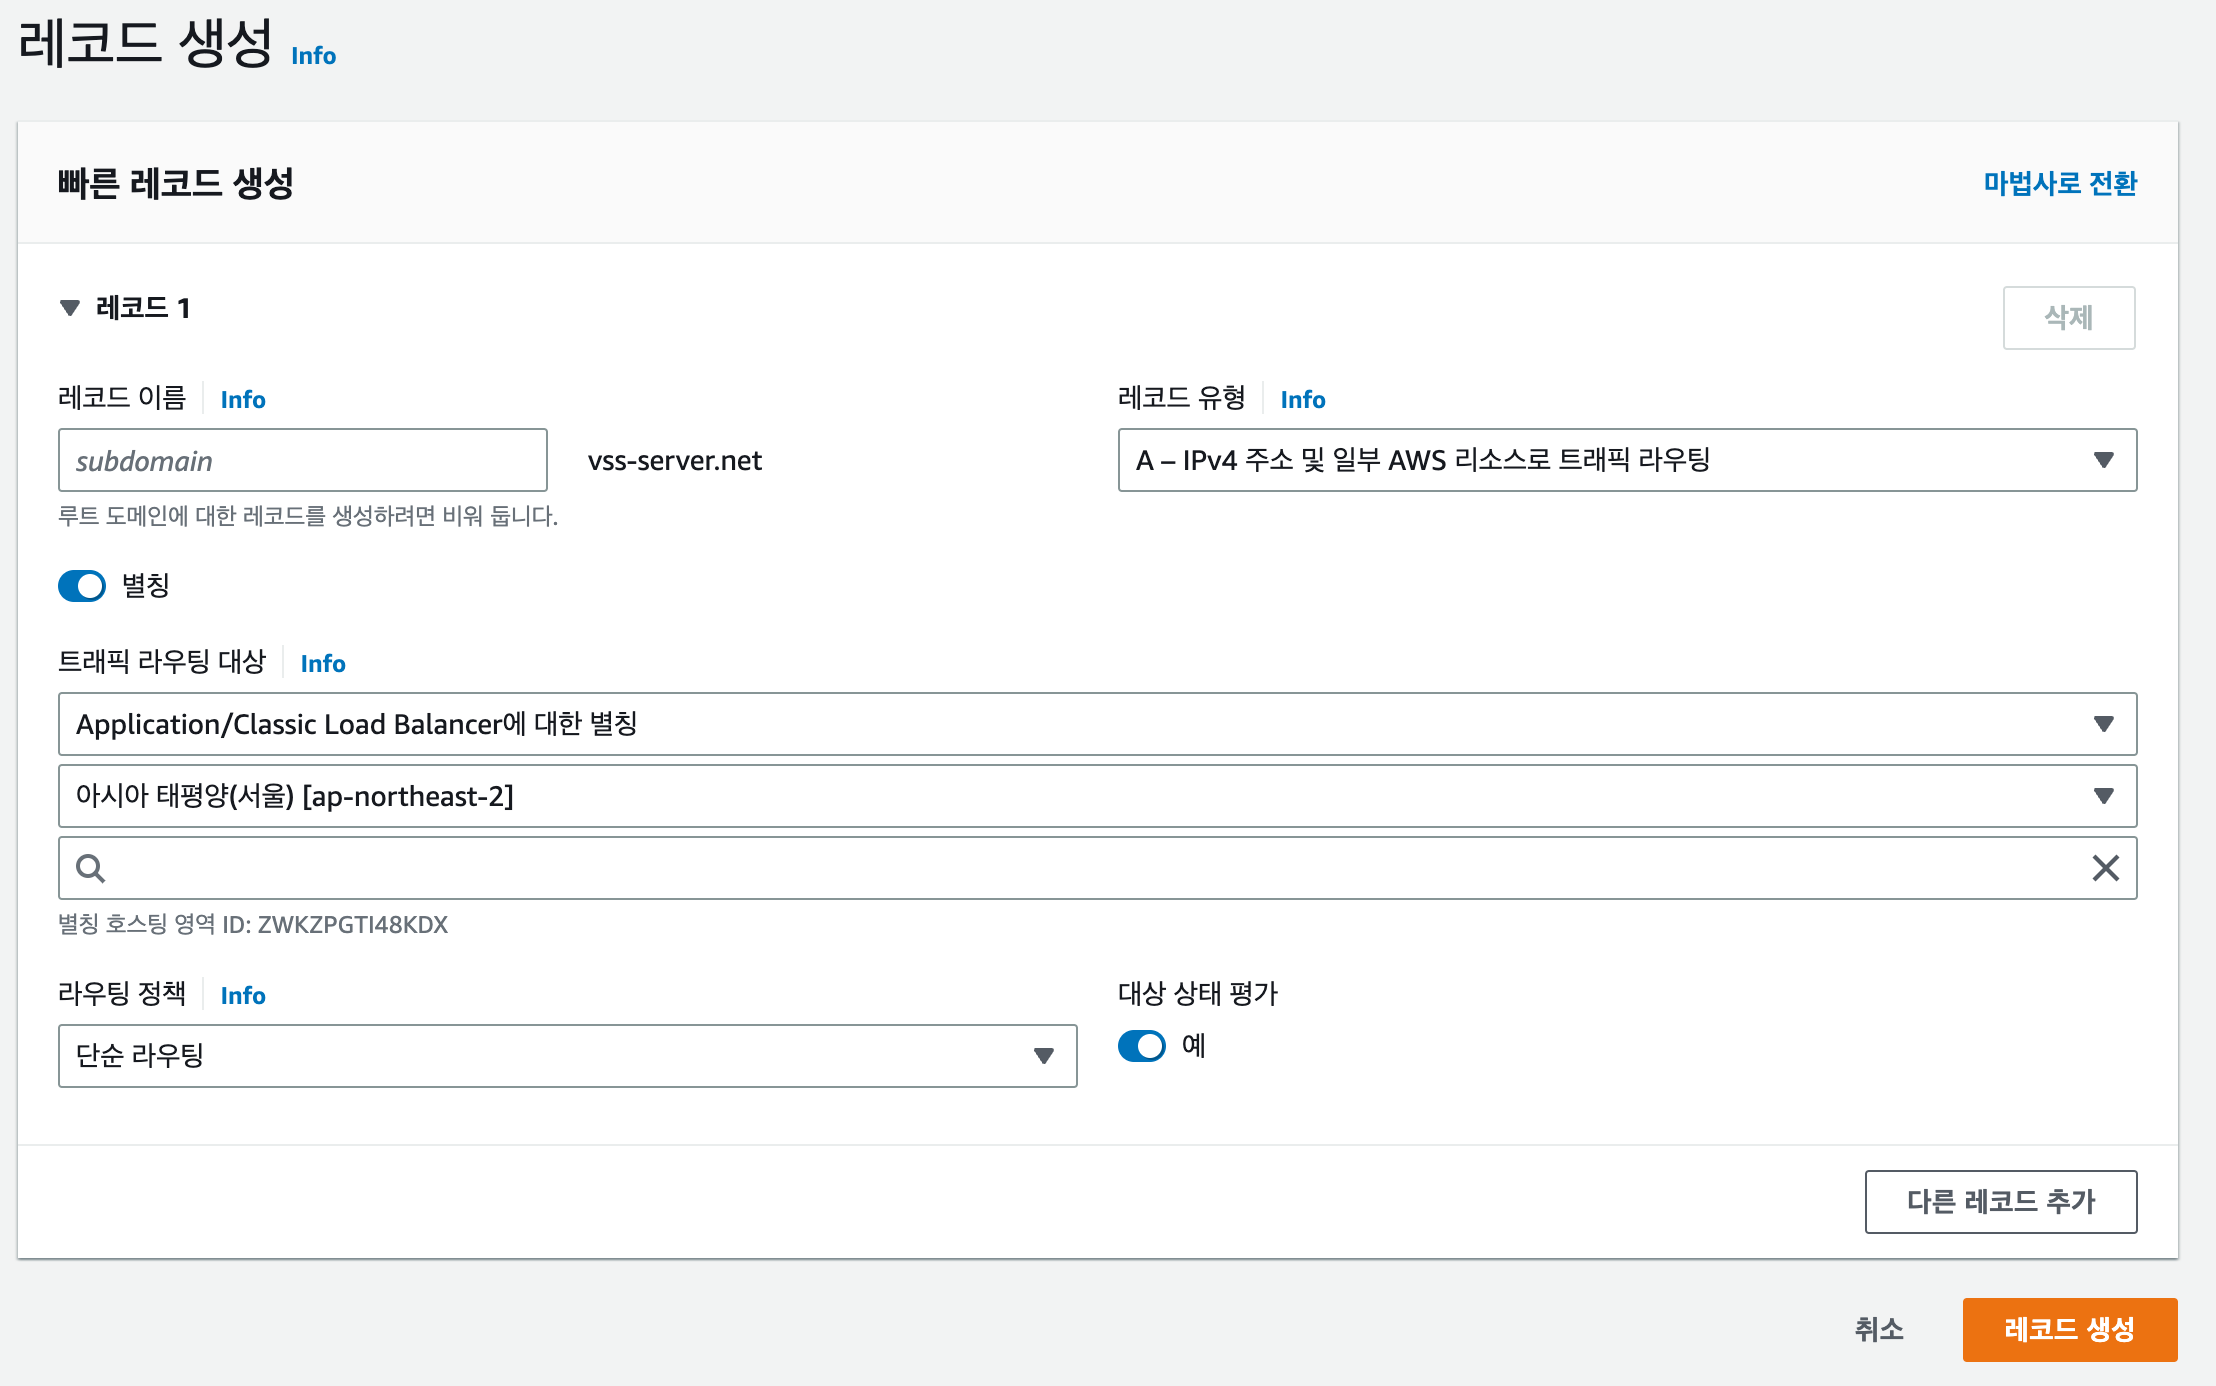 레코드 생성 Info
빠른 레코드 생성 마법사로 전환
레코드 1 삭제
레코드 이름 Info
subdomain vss-server.net
루트 도메인에 대한 레코드를 생성하려면 비워 둡니다.
레코드 유형 Info
A – IPv4 주소 및 일부 AWS 리소스로 트래픽 라우팅
별칭
트래픽 라우팅 대상 Info
Application/Classic Load Balancer에 대한 별칭
아시아 태평양(서울) [ap-northeast-2]
별칭 호스팅 영역 ID: ZWKZPGTI48KDX
라우팅 정책 Info
단순 라우팅
대상 상태 평가
예
다른 레코드 추가
취소 레코드 생성